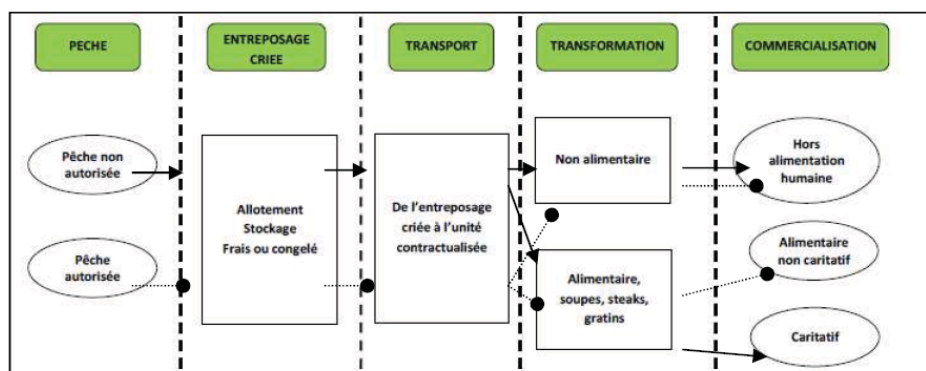 PECHE
ENTREPOSAGE
CRIEE
TRANSPORT
TRANSFORMATION
COMMERCIALISATION
Pêche non
autorisée
Pêche
autorisée
Allotement
Stockage
Frais ou congelé
De l'entreposage
criée à l'unité
contractualisée
Non alimentaire
Alimentaire,
soupes, steaks,
gratins
Hors
alimentation
humaine
Alimentaire
non caritatif
Caritatif